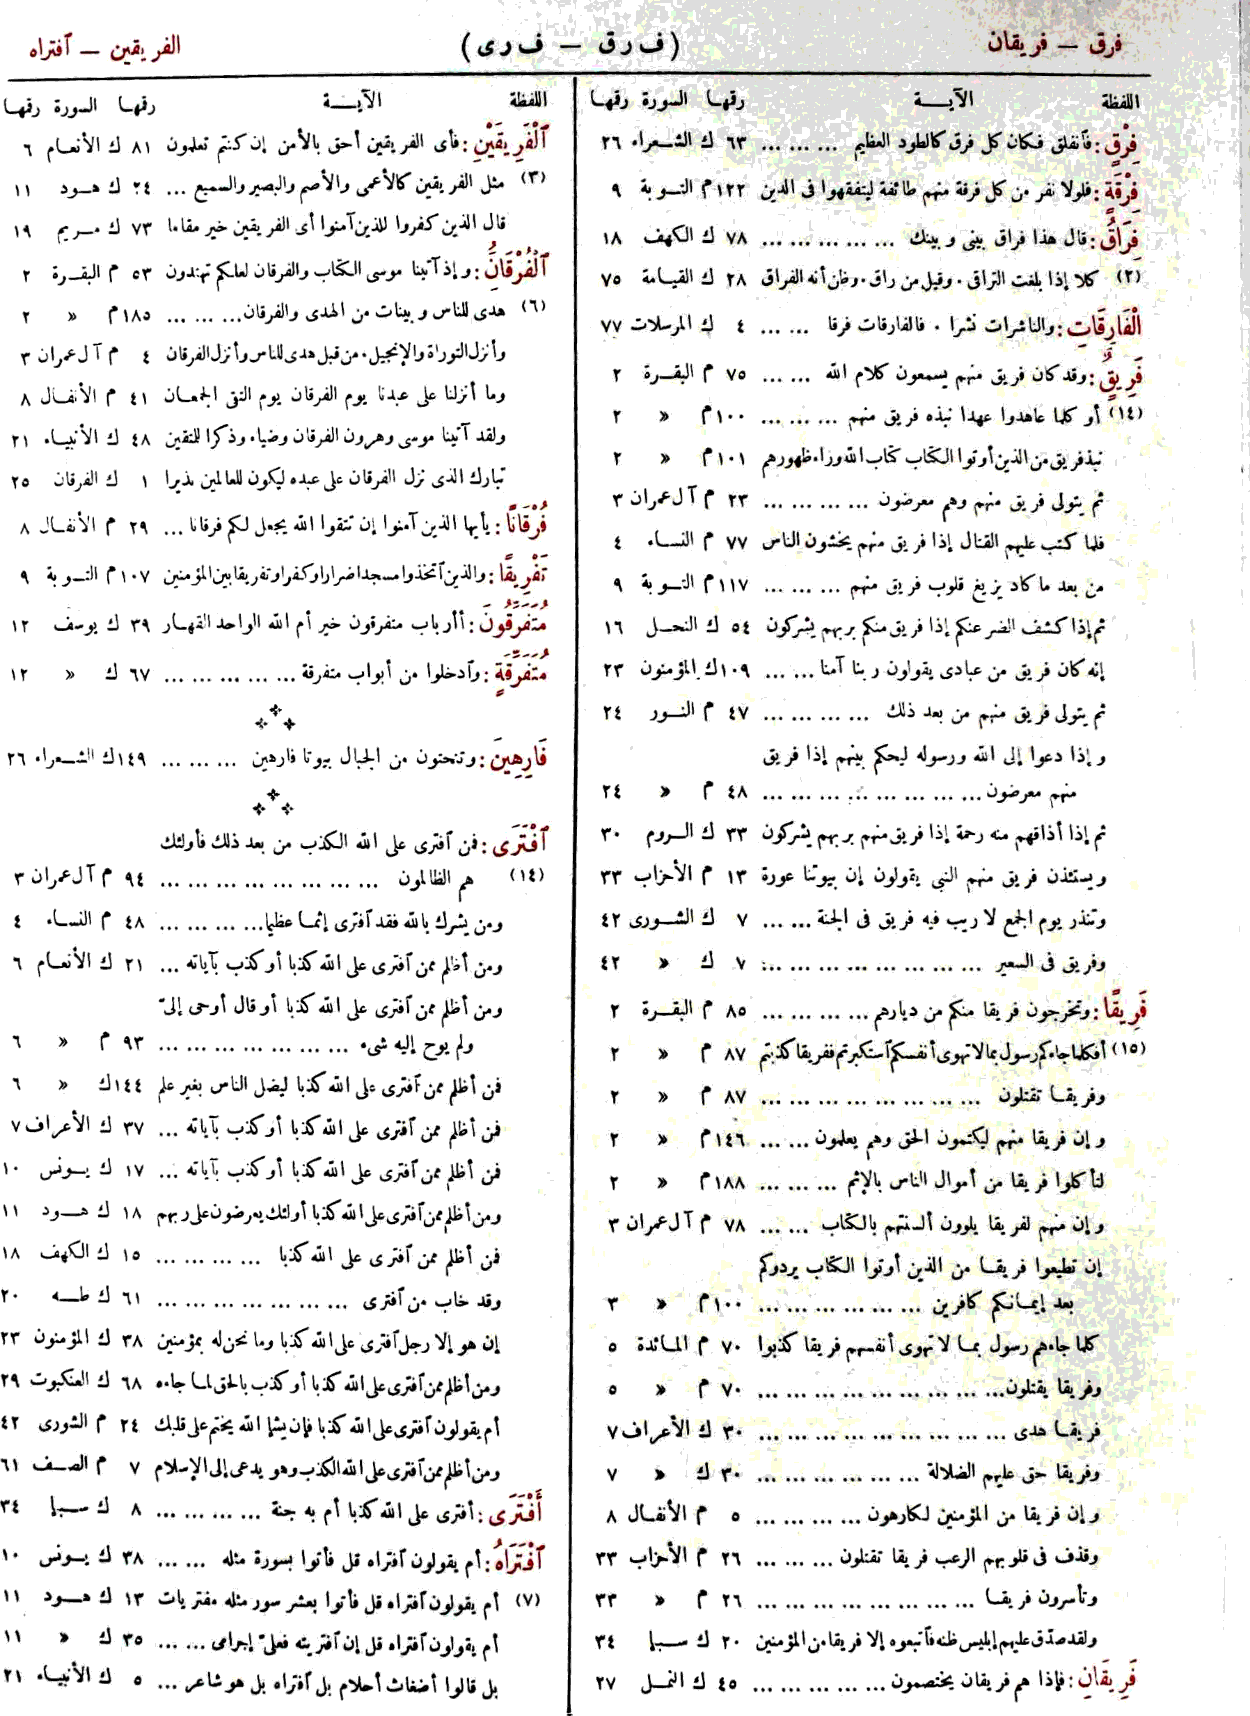 فرق — فريقان
(ف رق — ف رى)
الفريقين — آفتراه
اللفظة الآيــة رقمها السورة رقمها
فِرْقٍ: فآنفلق فكان كل فرق كالطود العظيم ... ... ... ٦٣ ك الشعراء ٢٦
فِرْقَةٍ: فلولا نفر من كل فرقة منهم طائفة ليتفقهوا فى الدين ١٢٢ م التوبة ٩
فِرَاقُ: قال هذا فراق بينى وبينك ... ... ... ... ... ٧٨ ك الكهف ١٨
(٢) كلا إذا بلغت التراقى . وقيل من راق . وظن أنه الفراق ٢٨ ك القيامة ٧٥
الْفَارِقَاتِ: والناشرات نشرا . فالفارقات فرقا ... ... ٤ ك المرسلات ٧٧
فَرِيقٌ: وقد كان فريق منهم يسمعون كلام الله ... ... ٧٥ م البقرة ٢
(١٤) أو كلما عاهدوا عهدا نبذه فريق منهم ... ... ... ١٠٠ م » ٢
نبذ فريق من الذين أوتوا الكتاب كتاب الله وراء ظهورهم ١٠١ م » ٢
ثم يتولى فريق منهم وهم معرضون ... ... ... ... ٢٣ م آل عمران ٣
فلما كتب عليهم القتال إذا فريق منهم يخشون الناس ٧٧ م النساء ٤
من بعد ما كاد يزيغ قلوب فريق منهم ... ... ... ١١٧ م التوبة ٩
ثم إذا كشف الضر عنكم إذا فريق منكم بربهم يشركون ٥٤ ك النحل ١٦
إنه كان فريق من عبادى يقولون ربنا آمنا ... ... ١٠٩ ك المؤمنون ٢٣
ثم يتولى فريق منهم من بعد ذلك ... ... ... ... ٤٧ م النور ٢٤
وإذا دعوا إلى الله ورسوله ليحكم بينهم إذا فريق
منهم معرضون ... ... ... ... ... ... ... ... ٤٨ م » ٢٤
ثم إذا أذاقهم منه رحمة إذا فريق منهم بربهم يشركون ٣٣ ك الروم ٣٠
ويستئذن فريق منهم النبى يقولون إن بيوتنا عورة ١٣ م الأحزاب ٣٣
وتنذر يوم الجمع لا ريب فيه فريق فى الجنة ... ... ٧ ك الشورى ٤٢
وفريق فى السعير ... ... ... ... ... ... ... ... ٧ ك » ٤٢
فَرِيقًا: وتخرجون فريقا منكم من ديارهم ... ... ... ... ٨٥ م البقرة ٢
(١٥) أفكلما جاءكم رسول بما لا تهوى أنفسكم آستكبرتم ففريقا كذبتم ٨٧ م » ٢
وفريقا تقتلون ... ... ... ... ... ... ... ... ٨٧ م » ٢
وإن فريقا منهم ليكتمون الحق وهم يعلمون ... ... ١٤٦ م » ٢
لتأكلوا فريقا من أموال الناس بالإثم ... ... ... ١٨٨ م » ٢
وإن منهم لفريقا يلوون ألسنتهم بالكتاب ... ... ٧٨ م آل عمران ٣
إن تطيعوا فريقا من الذين أوتوا الكتاب يردوكم
بعد إيمانكم كافرين ... ... ... ... ... ... ١٠٠ م » ٣
كلما جاءهم رسول بما لا تهوى أنفسهم فريقا كذبوا ٧٠ م المائدة ٥
وفريقا يقتلون ... ... ... ... ... ... ... ... ... ٧٠ م » ٥
فريقا هدى ... ... ... ... ... ... ... ... ... ٣٠ ك الأعراف ٧
وفريقا حق عليهم الضلالة ... ... ... ... ... ... ٣٠ ك » ٧
وإن فريقا من المؤمنين لكارهون ... ... ... ... ٥ م الأنفال ٨
وقذف فى قلوبهم الرعب فريقا تقتلون ... ... ... ٢٦ م الأحزاب ٣٣
وتأسرون فريقا ... ... ... ... ... ... ... ... ٢٦ م » ٣٣
ولقد صدّق عليهم إبليس ظنه فآتبعوه إلا فريقا من المؤمنين ٢٠ ك سبإ ٣٤
فَرِيقَانِ: فإذا هم فريقان يختصمون ... ... ... ... ... ٤٥ ك النمل ٢٧
اللفظة الآيــة رقمها السورة رقمها
ٱلْفَرِيقَيْنِ: فأى الفريقين أحق بالأمن إن كنتم تعلمون ٨١ ك الأنعام ٦
(٣) مثل الفريقين كالأعمى والأصم والبصير والسميع ... ٢٤ ك هود ١١
قال الذين كفروا للذين آمنوا أى الفريقين خير مقاما ٧٣ ك مريم ١٩
ٱلْفُرْقَانَُِ: وإذ آتينا موسى الكتاب والفرقان لعلكم تهتدون ٥٣ م البقرة ٢
(٦) هدى للناس وبينات من الهدى والفرقان ... ... ... ١٨٥ م » ٢
وأنزل التوراة والإنجيل . من قبل هدى للناس وأنزل الفرقان ٤ م آل عمران ٣
وما أنزلنا على عبدنا يوم الفرقان يوم التقى الجمعان ٤١ م الأنفال ٨
ولقد آتينا موسى وهرون الفرقان وضياء وذكرا للمتقين ٤٨ ك الأنبياء ٢١
تبارك الذى نزل الفرقان على عبده ليكون للعالمين نذيرا ١ ك الفرقان ٢٥
فُرْقَانًا: يأيها الذين آمنوا إن تتقوا الله يجعل لكم فرقانا ... ٢٩ م الأنفال ٨
تَفْرِيقًا: والذين آتخذوا مسجدا ضرارا وكفرا وتفريقا بين المؤمنين ١٠٧ م التوبة ٩
مُتَفَرِّقُونَ: أأرباب متفرقون خير أم الله الواحد القهار ٣٩ ك يوسف ١٢
مُتَفَرِّقَةٍ: وآدخلوا من أبواب متفرقة ... ... ... ... ... ٦٧ ك » ١٢
فَارِهِينَ: وتنحتون من الجبال بيوتا فارهين ... ... ... ١٤٩ ك الشعراء ٢٦
ٱفْتَرَى: فمن آفترى على الله الكذب من بعد ذلك فأولئك
(١٤) هم الظالمون ... ... ... ... ... ... ... ... ٩٤ م آل عمران ٣
ومن يشرك بالله فقد آفترى إثما عظيما ... ... ... ... ٤٨ م النساء ٤
ومن أظلم ممن آفترى على الله كذبا أو كذب بآياته ... ٢١ ك الأنعام ٦
ومن أظلم ممن آفترى على الله كذبا أو قال أوحى إلىّ
ولم يوح إليه شىء ... ... ... ... ... ... ... ٩٣ م » ٦
فمن أظلم ممن آفترى على الله كذبا ليضل الناس بغير علم ١٤٤ ك » ٦
فمن أظلم ممن آفترى على الله كذبا أو كذب بآياته ... ٣٧ ك الأعراف ٧
فمن أظلم ممن آفترى على الله كذبا أو كذب بآياته ... ١٧ ك يونس ١٠
ومن أظلم ممن آفترى على الله كذبا أولئك يعرضون على ربهم ١٨ ك هود ١١
فمن أظلم ممن آفترى على الله كذبا ... ... ... ... ١٥ ك الكهف ١٨
وقد خاب من آفترى ... ... ... ... ... ... ... ٦١ ك طه ٢٠
إن هو إلا رجل آفترى على الله كذبا وما نحن له بمؤمنين ٣٨ ك المؤمنون ٢٣
ومن أظلم ممن آفترى على الله كذبا أو كذب بالحق لما جاءه ٦٨ ك العنكبوت ٢٩
أم يقولون آفترى على الله كذبا فإن يشإ الله يختم على قلبك ٢٤ م الشورى ٤٢
ومن أظلم ممن آفترى على الله الكذب وهو يدعى إلى الإسلام ٧ م الصف ٦١
أَفْتَرَى: أفترى على الله كذبا أم به جنة ... ... ... ... ٨ ك سبإ ٣٤
ٱفْتَرَاهُ: أم يقولون آفتراه قل فأتوا بسورة مثله ... ... ٣٨ ك يونس ١٠
(٧) أم يقولون آفتراه قل فأتوا بعشر سور مثله مفتريات ١٣ ك هود ١١
أم يقولون آفتراه قل إن آفتريته فعلىّ إجرامى ... ... ٣٥ ك » ١١
بل قالوا أضغاث أحلام بل آفتراه بل هو شاعر ... ٥ ك الأنبياء ٢١